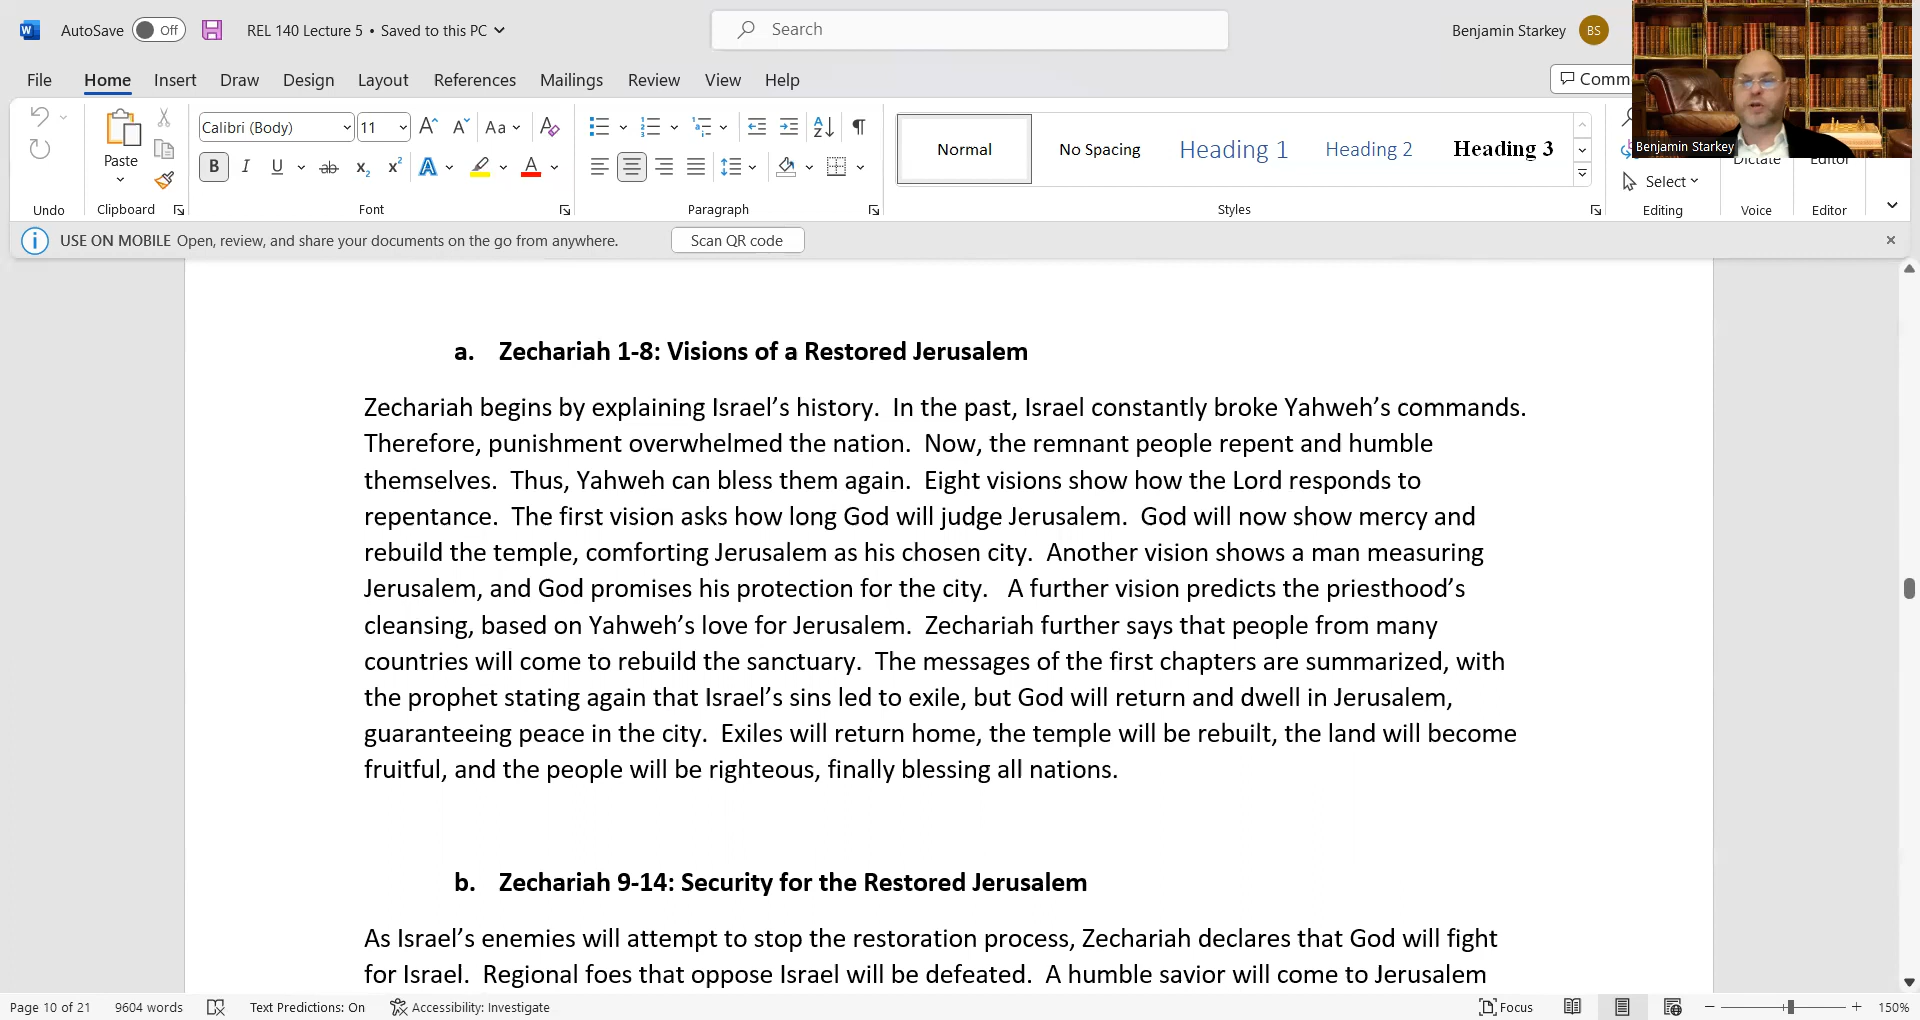 AutoSave Off REL 140 Lecture 5 • Saved to this PC Search Benjamin Starkey BS
File Home Insert Draw Design Layout References Mailings Review View Help Comm
Benjamin Starkey
Paste
Calibri (Body) 11
Normal No Spacing Heading 1 Heading 2 Heading 3
Select
Dictate
Editor
Undo Clipboard Font Paragraph Styles Editing Voice Editor
USE ON MOBILE Open, review, and share your documents on the go from anywhere. Scan QR code
a. Zechariah 1-8: Visions of a Restored Jerusalem
Zechariah begins by explaining Israel’s history. In the past, Israel constantly broke Yahweh’s commands.
Therefore, punishment overwhelmed the nation. Now, the remnant people repent and humble
themselves. Thus, Yahweh can bless them again. Eight visions show how the Lord responds to
repentance. The first vision asks how long God will judge Jerusalem. God will now show mercy and
rebuild the temple, comforting Jerusalem as his chosen city. Another vision shows a man measuring
Jerusalem, and God promises his protection for the city. A further vision predicts the priesthood’s
cleansing, based on Yahweh’s love for Jerusalem. Zechariah further says that people from many
countries will come to rebuild the sanctuary. The messages of the first chapters are summarized, with
the prophet stating again that Israel’s sins led to exile, but God will return and dwell in Jerusalem,
guaranteeing peace in the city. Exiles will return home, the temple will be rebuilt, the land will become
fruitful, and the people will be righteous, finally blessing all nations.
b. Zechariah 9-14: Security for the Restored Jerusalem
As Israel’s enemies will attempt to stop the restoration process, Zechariah declares that God will fight
for Israel. Regional foes that oppose Israel will be defeated. A humble savior will come to Jerusalem
Page 10 of 21 9604 words Text Predictions: On Accessibility: Investigate Focus 150%